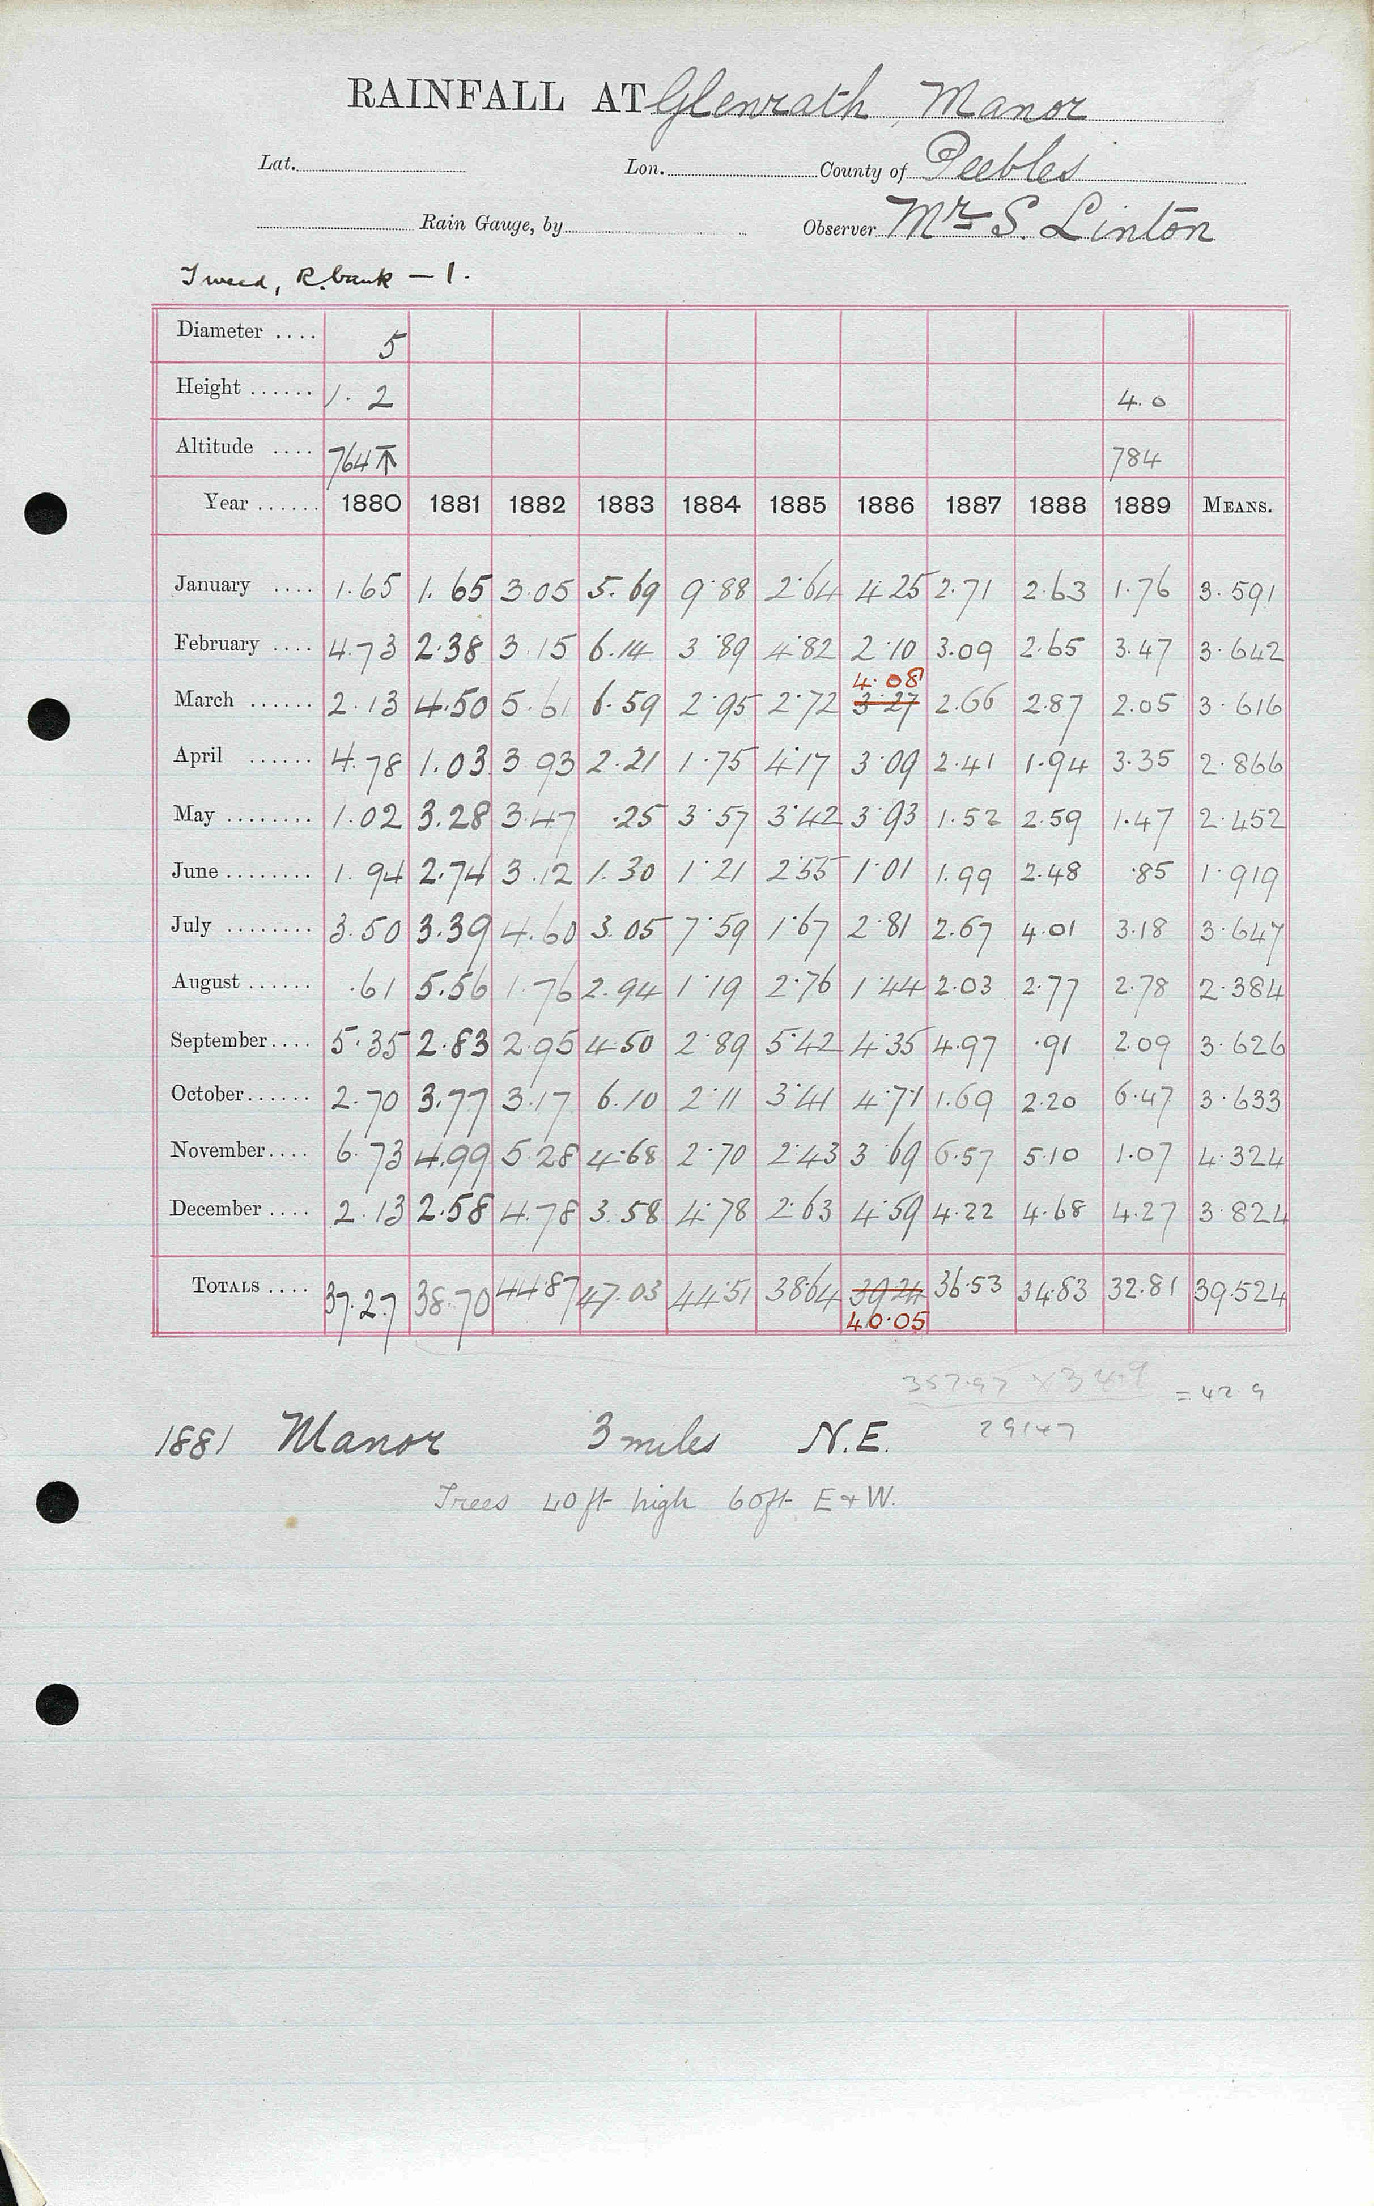 RAINFALL AT Glenrath, Manor
Lat. Lon. County of Peebles
Rain Gauge, by Observer Mr S. Linton
Tweed, R. bank – 1.
Diameter .... 5
Height ...... 1. 2 4.0
Altitude .... 764 ↑ 784
Year ...... 1880 1881 1882 1883 1884 1885 1886 1887 1888 1889 MEANS.
January .... 1.65 1.65 3.05 5.69 9.88 2.64 4.25 2.71 2.63 1.76 3.591
February .... 4.73 2.38 3.15 6.14 3.89 4.82 2.10 3.09 2.65 3.47 3.642
4.08
March ...... 2.13 4.50 5.61 6.59 2.95 2.72 3.27 2.66 2.87 2.05 3.616
April ...... 4.78 1.03 3.93 2.21 1.75 4.17 3.09 2.41 1.94 3.35 2.866
May ........ 1.02 3.28 3.47 .25 3.57 3.42 3.93 1.52 2.59 1.47 2.452
June ........ 1.94 2.74 3.12 1.30 1.21 2.55 1.01 1.99 2.48 .85 1.919
July ........ 3.50 3.39 4.60 3.05 7.59 1.67 2.81 2.67 4.01 3.18 3.647
August ...... .61 5.56 1.76 2.94 1.19 2.76 1.44 2.03 2.77 2.78 2.384
September .... 5.35 2.83 2.95 4.50 2.89 5.42 4.35 4.97 .91 2.09 3.626
October ...... 2.70 3.77 3.17 6.10 2.11 3.41 4.71 1.69 2.20 6.47 3.633
November .... 6.73 4.99 5.28 4.68 2.70 2.43 3.69 6.57 5.10 1.07 4.324
December .... 2.13 2.58 4.78 3.58 4.78 2.63 4.59 4.22 4.68 4.27 3.824
TOTALS .... 37.27 38.70 44.87 47.03 44.51 38.64 39.24 36.53 34.83 32.81 39.524
40.05
357.97 × 34.9 = 42 9
29147
1881 Manor 3 miles N.E.
Trees 40 ft high 60 ft E & W.